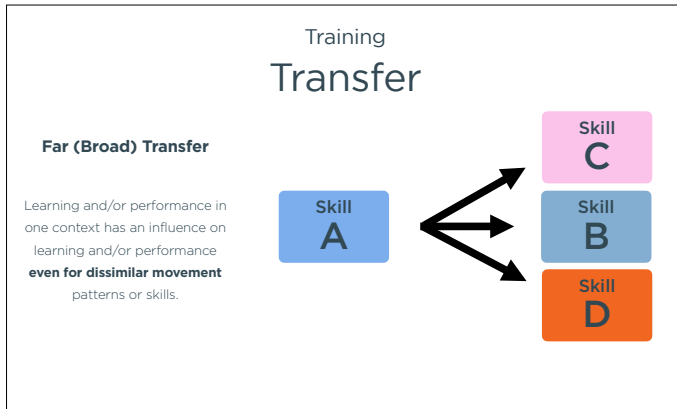 Training
Transfer
Far (Broad) Transfer
Learning and/or performance in
one context has an influence on
learning and/or performance
even for dissimilar movement
patterns or skills.
Skill
A
Skill
C
Skill
B
Skill
D